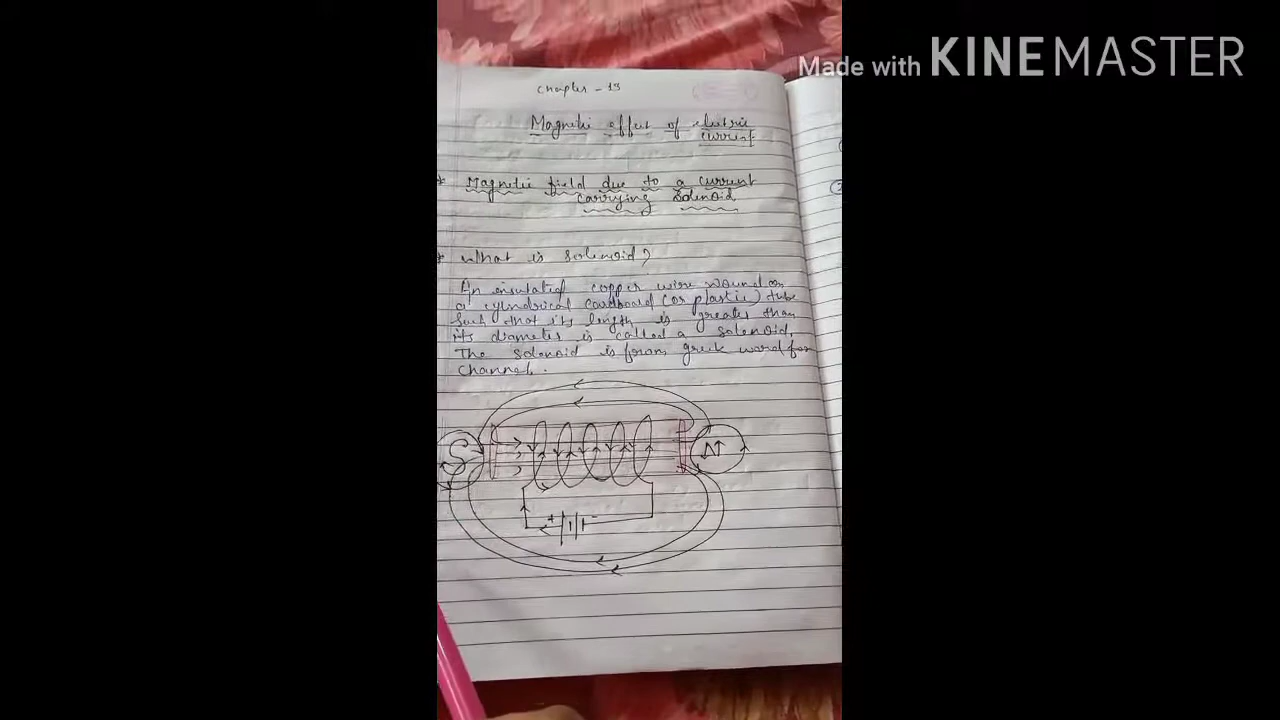 Made with KINEMASTER
Chapter - 13
Magnetic effect of electric
current
* Magnetic field due to a current
carrying Solenoid
* What is solenoid?
An insulated copper wire wound on
a cylindrical cardboard (or plastic) tube
Such that its length is greater than
its diameter is called a solenoid.
The solenoid is from greek word for
channel.
S N
+ -